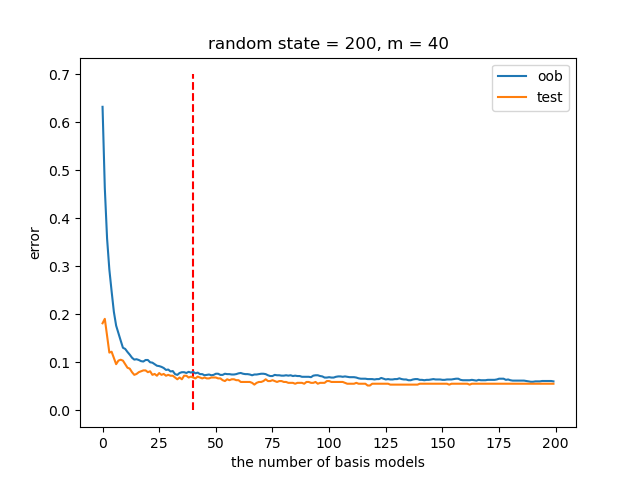 random state = 200, m = 40
0.7
0.6
0.5
0.4
0.3
0.2
0.1
0.0
error
oob
test
0 25 50 75 100 125 150 175 200
the number of basis models